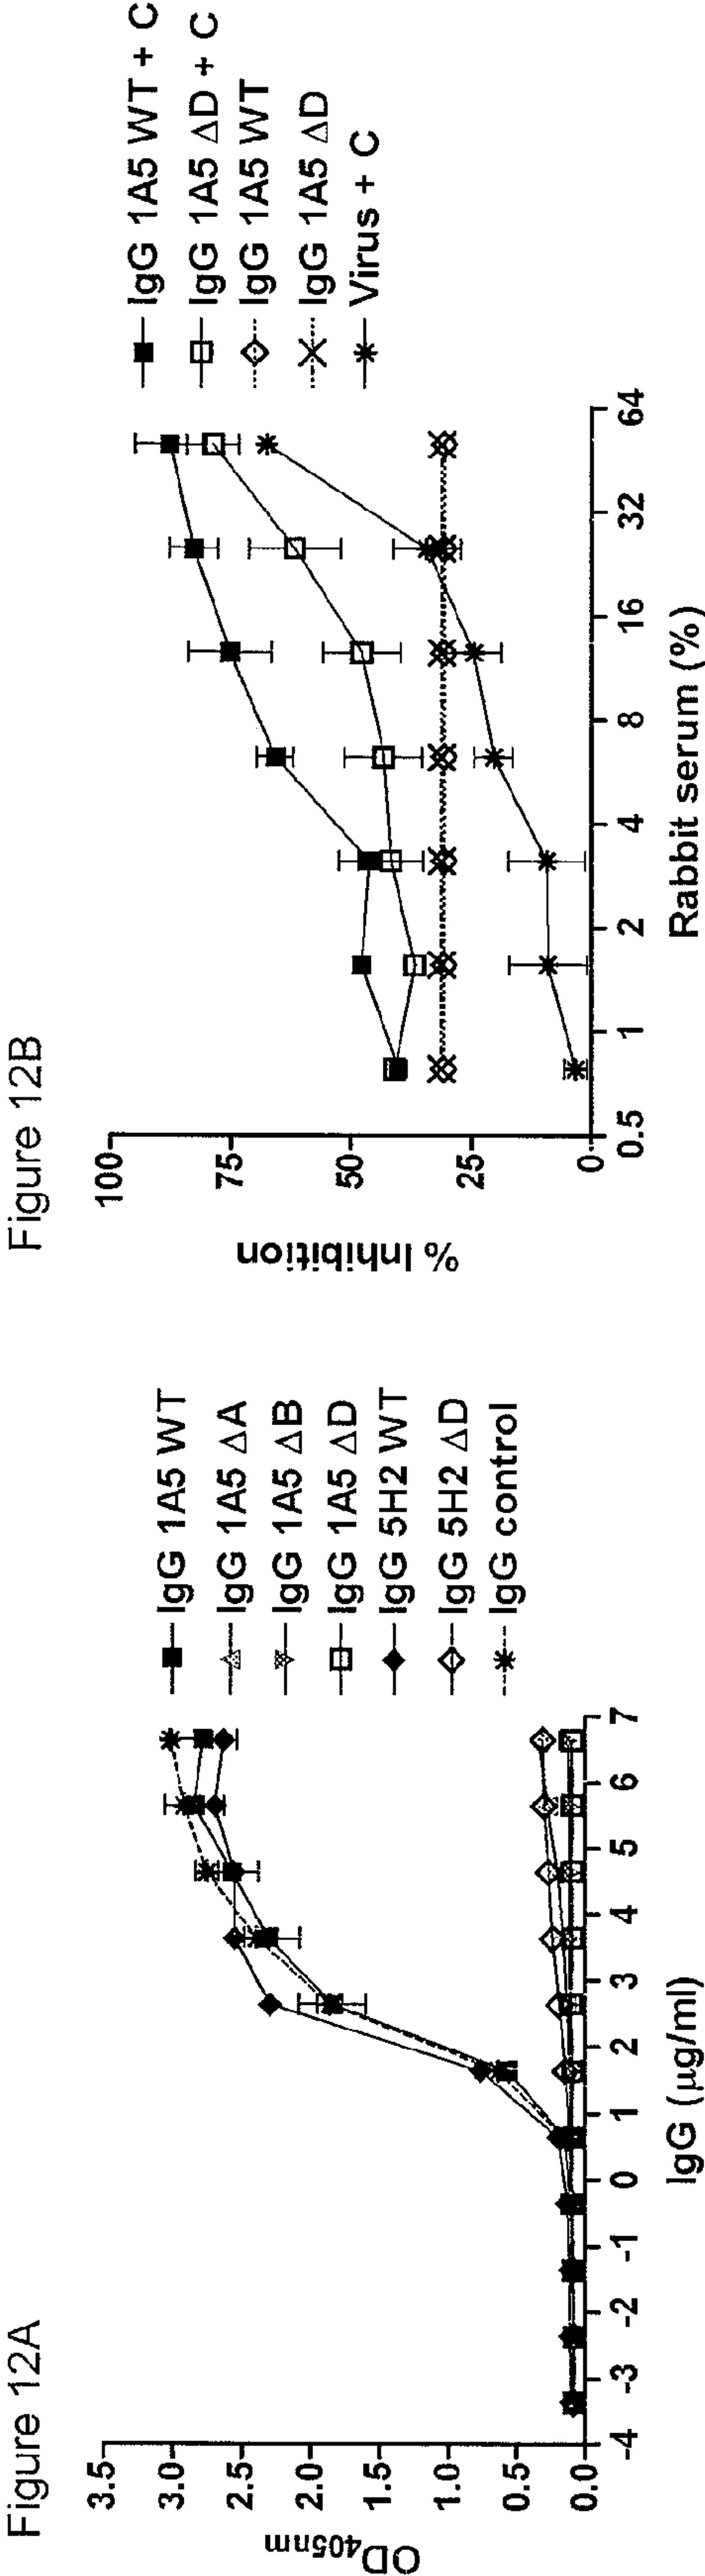 Figure 12A
OD405nm
3.5
3.0
2.5
2.0
1.5
1.0
0.5
0.0
-4 -3 -2 -1 0 1 2 3 4 5 6 7
IgG (µg/ml)
IgG 1A5 WT
IgG 1A5 ΔA
IgG 1A5 ΔB
IgG 1A5 ΔD
IgG 5H2 WT
IgG 5H2 ΔD
IgG control
Figure 12B
% Inhibition
100
75
50
25
0
0.5 1 2 4 8 16 32 64
Rabbit serum (%)
IgG 1A5 WT + C
IgG 1A5 ΔD + C
IgG 1A5 WT
IgG 1A5 ΔD
Virus + C